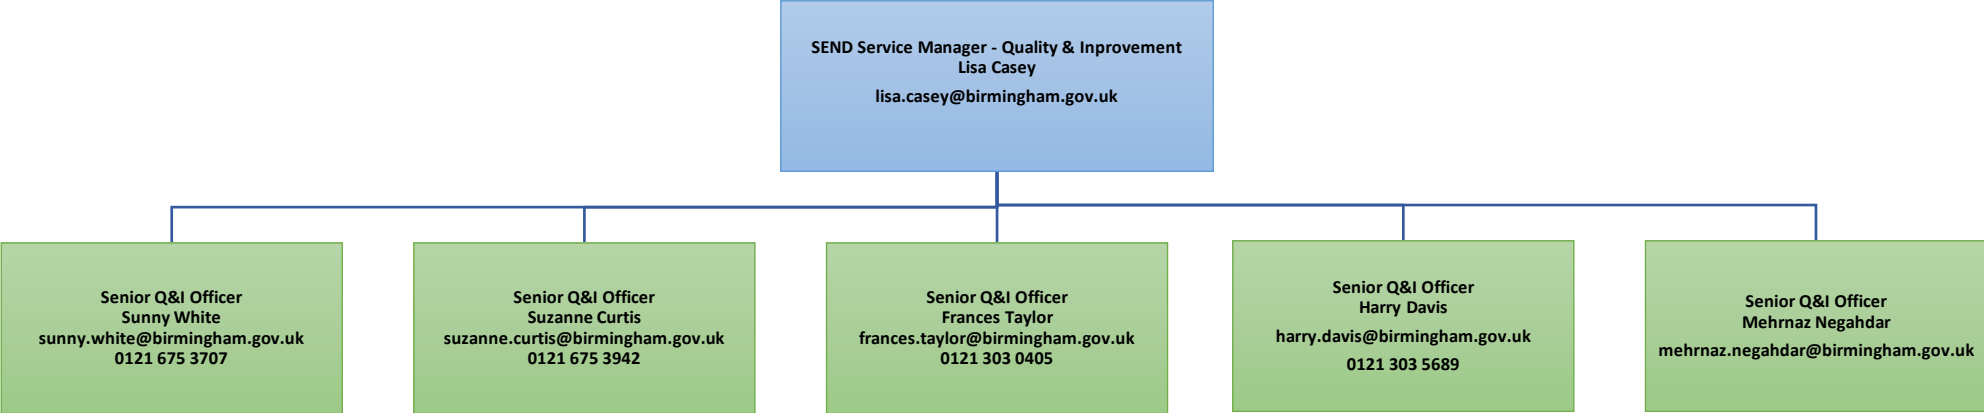 SEND Service Manager - Quality & Inprovement
Lisa Casey
lisa.casey@birmingham.gov.uk
Senior Q&I Officer
Sunny White
sunny.white@birmingham.gov.uk
0121 675 3707
Senior Q&I Officer
Suzanne Curtis
suzanne.curtis@birmingham.gov.uk
0121 675 3942
Senior Q&I Officer
Frances Taylor
frances.taylor@birmingham.gov.uk
0121 303 0405
Senior Q&I Officer
Harry Davis
harry.davis@birmingham.gov.uk
0121 303 5689
Senior Q&I Officer
Mehrnaz Negahdar
mehrnaz.negahdar@birmingham.gov.uk